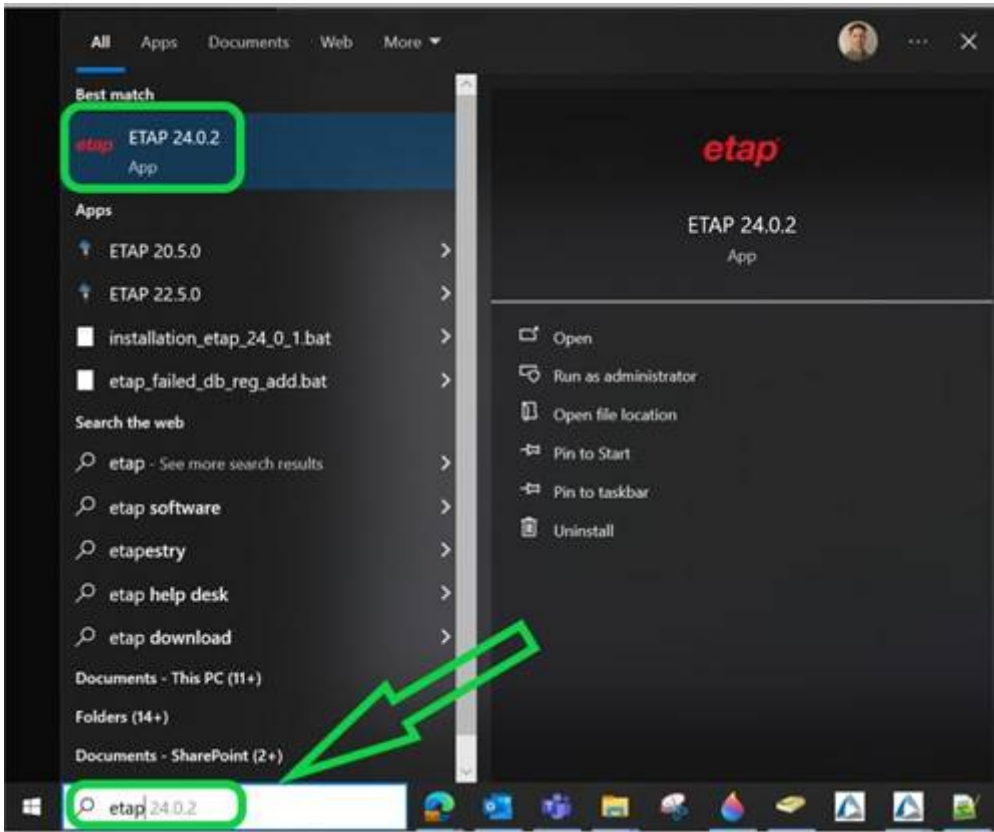 All Apps Documents Web More
Best match
etap ETAP 24.0.2
App
Apps
ETAP 20.5.0
ETAP 22.5.0
installation_etap_24_0_1.bat
etap_failed_db_reg_add.bat
Search the web
etap - See more search results
etap software
etapestry
etap help desk
etap download
Documents - This PC (11+)
Folders (14+)
Documents - SharePoint (2+)
etap 24.0.2
etap
ETAP 24.0.2
App
Open
Run as administrator
Open file location
Pin to Start
Pin to taskbar
Uninstall